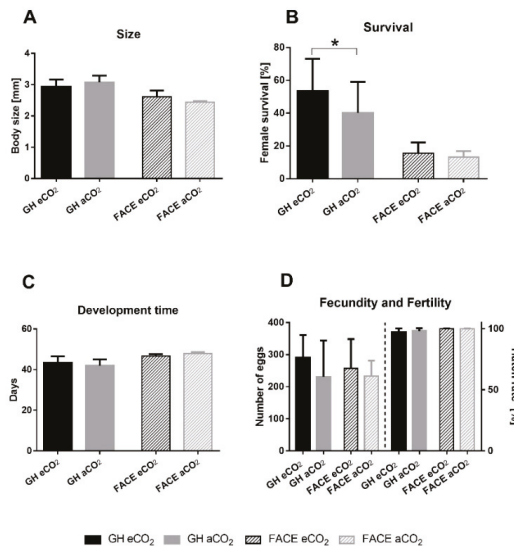 A
Size
Body size [mm]
4
3
2
1
0
GH eCO2
GH aCO2
FACE eCO2
FACE aCO2
B
Survival
Female survival [%]
80
60
40
20
0
*
GH eCO2
GH aCO2
FACE eCO2
FACE aCO2
C
Development time
Days
60
40
20
0
GH eCO2
GH aCO2
FACE eCO2
FACE aCO2
D
Fecundity and Fertility
Number of eggs
400
300
200
100
0
100
50
0
[%]
GH eCO2
GH aCO2
FACE eCO2
FACE aCO2
GH eCO2
GH aCO2
FACE eCO2
FACE aCO2
GH eCO2
GH aCO2
FACE eCO2
FACE aCO2